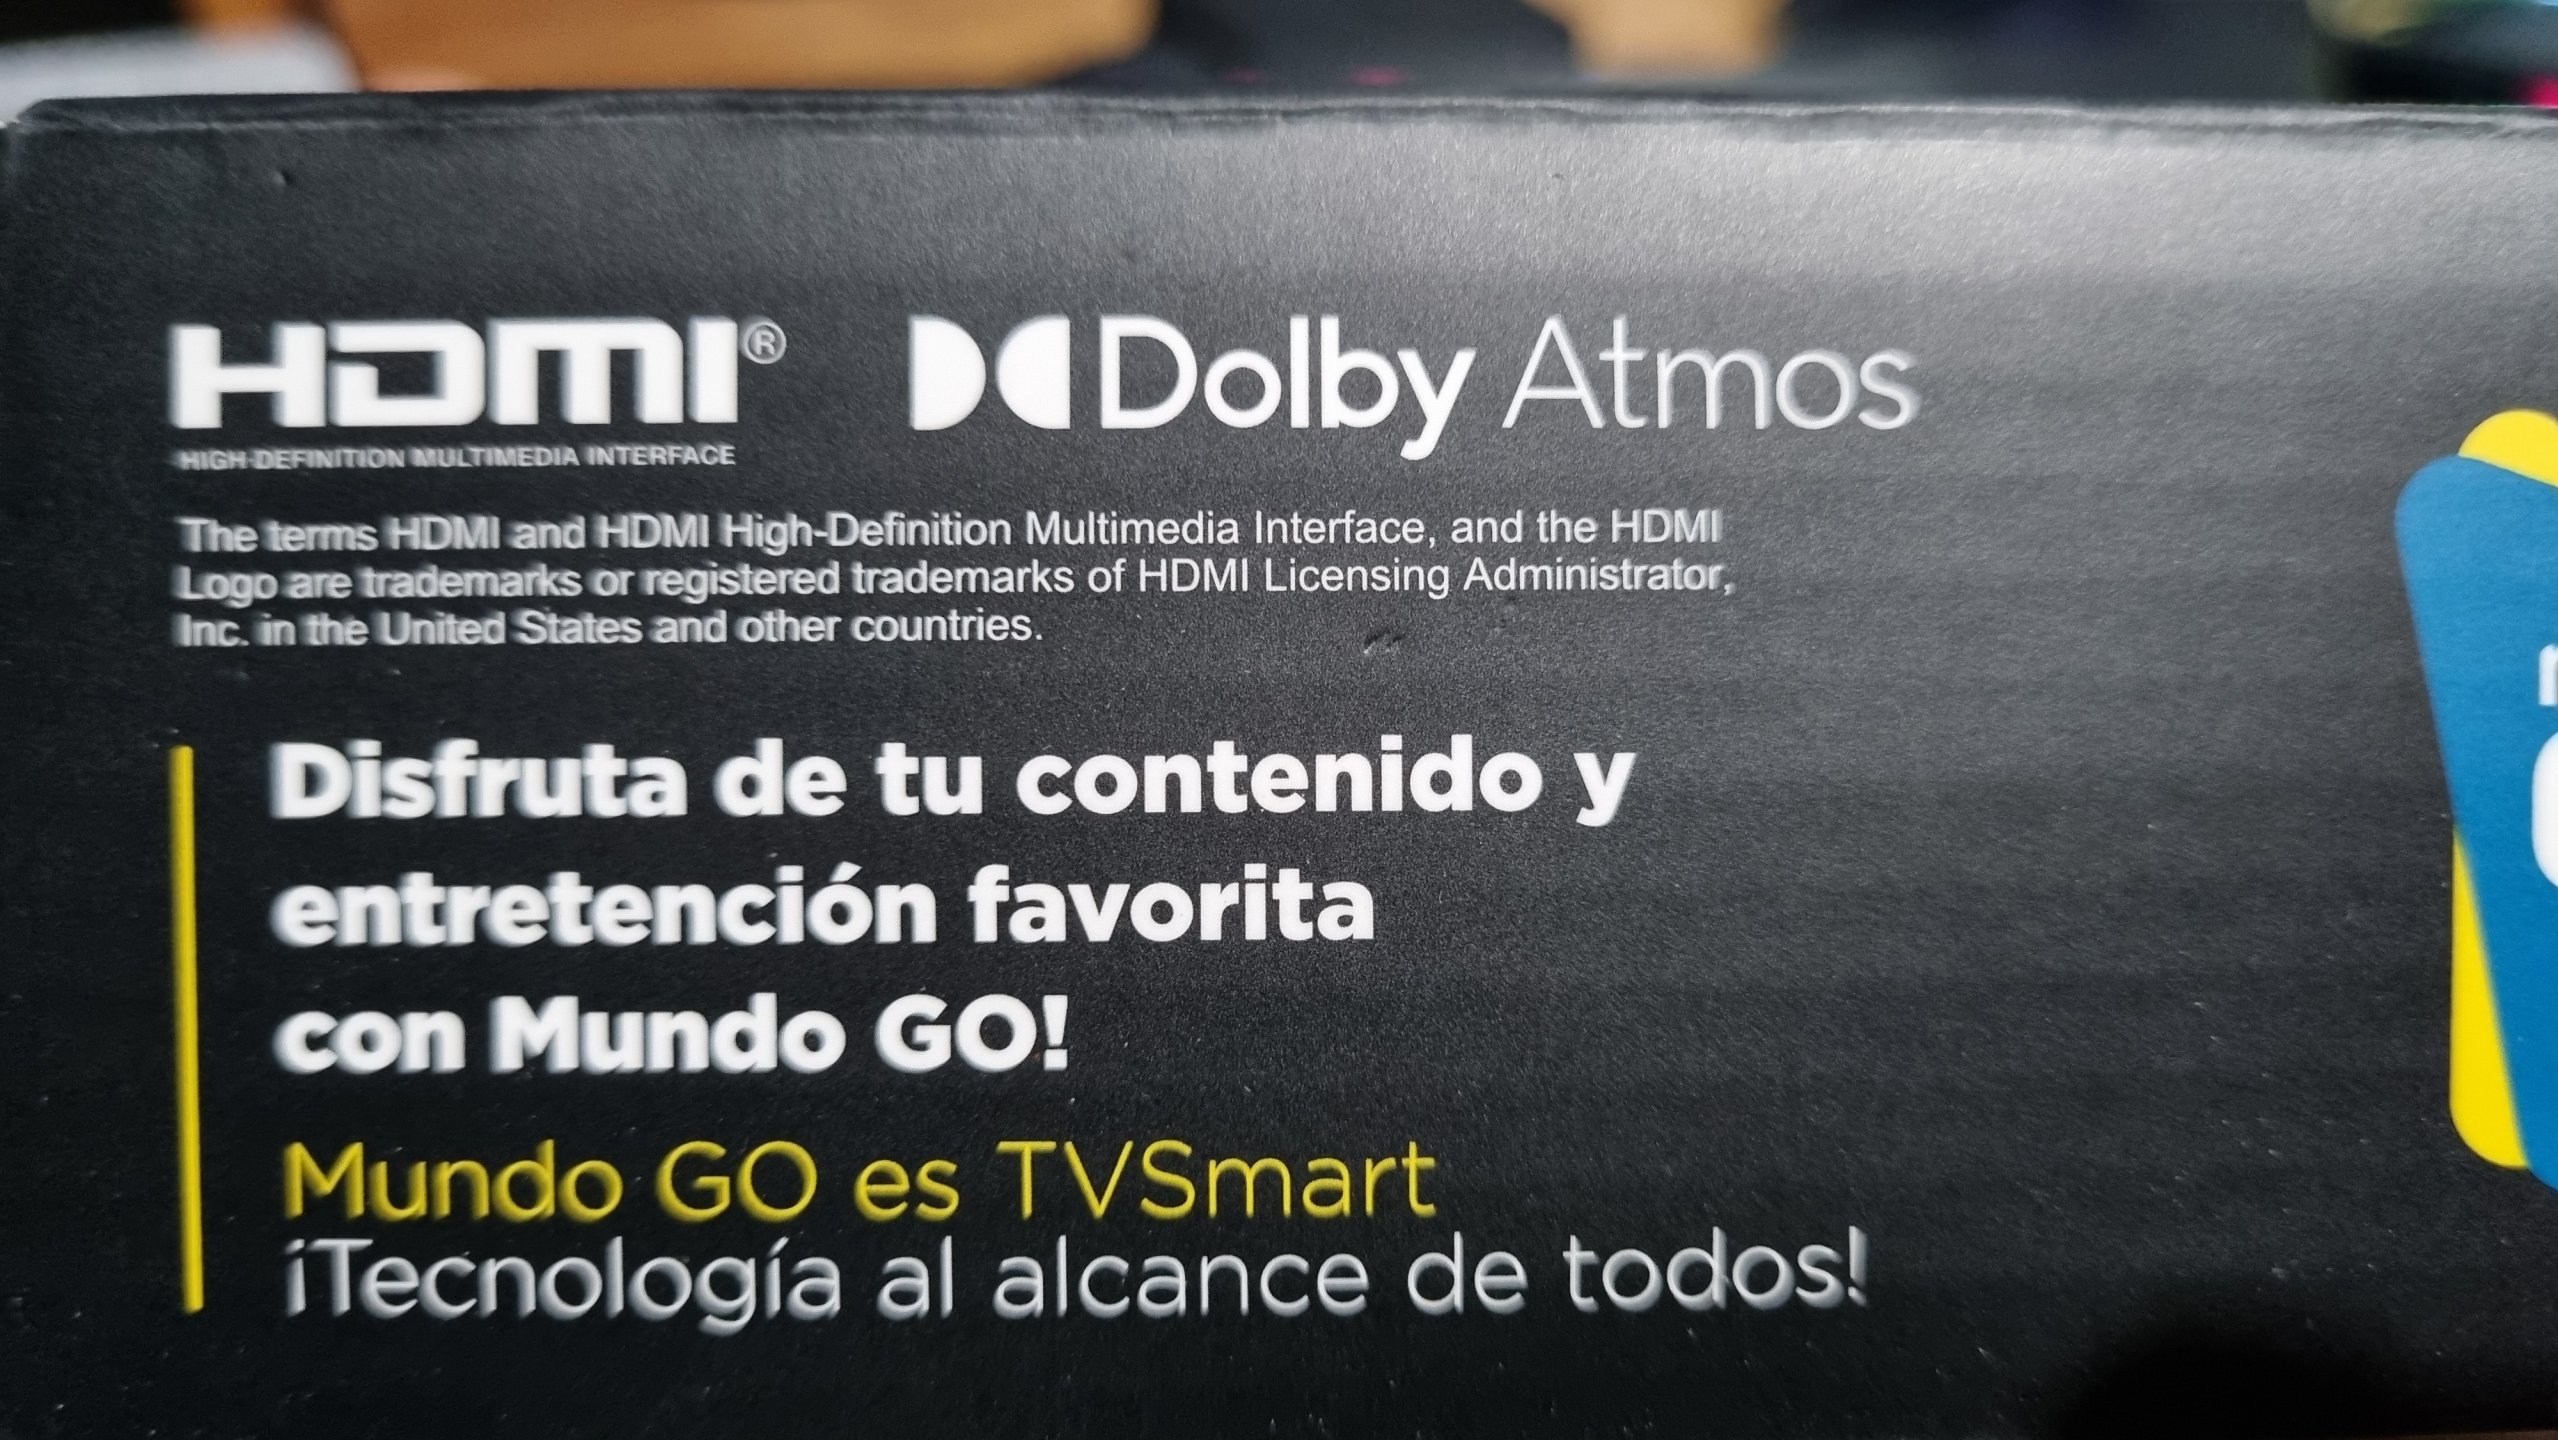 HDMI®
Dolby Atmos
HIGH-DEFINITION MULTIMEDIA INTERFACE
The terms HDMI and HDMI High-Definition Multimedia Interface, and the HDMI
Logo are trademarks or registered trademarks of HDMI Licensing Administrator,
Inc. in the United States and other countries.
Disfruta de tu contenido y
entretención favorita
con Mundo GO!
Mundo GO es TVSmart
¡Tecnología al alcance de todos!